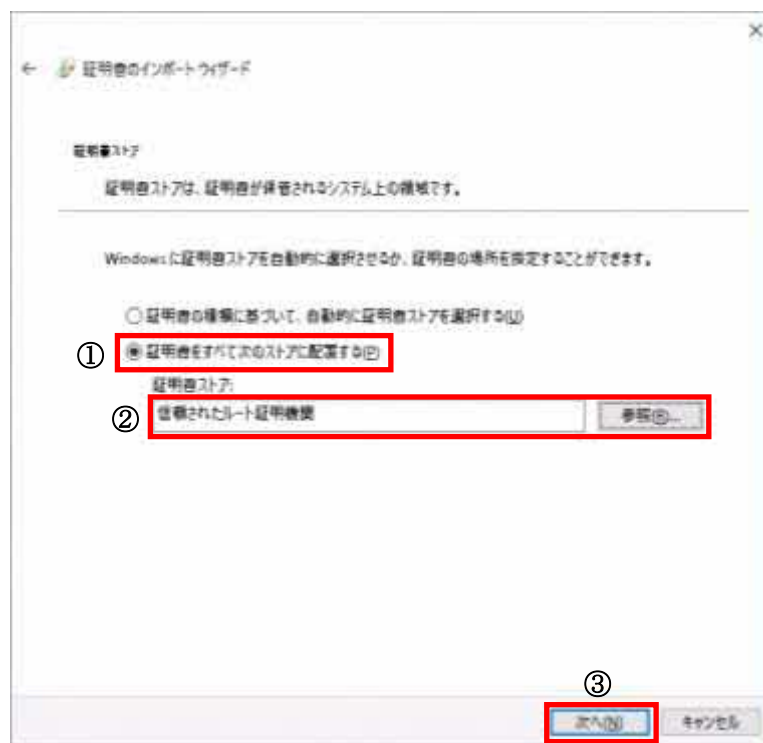 ×
← 証明書のインポート ウィザード
証明書ストア
証明書ストアは、証明書が保管されるシステム上の領域です。
Windows に証明書ストアを自動的に選択させるか、証明書の場所を指定することができます。
証明書の種類に基づいて、自動的に証明書ストアを選択する(U)
① 証明書をすべて次のストアに配置する(P)
証明書ストア:
② 信頼されたルート証明機関 参照(R)...
③
次へ(N) キャンセル